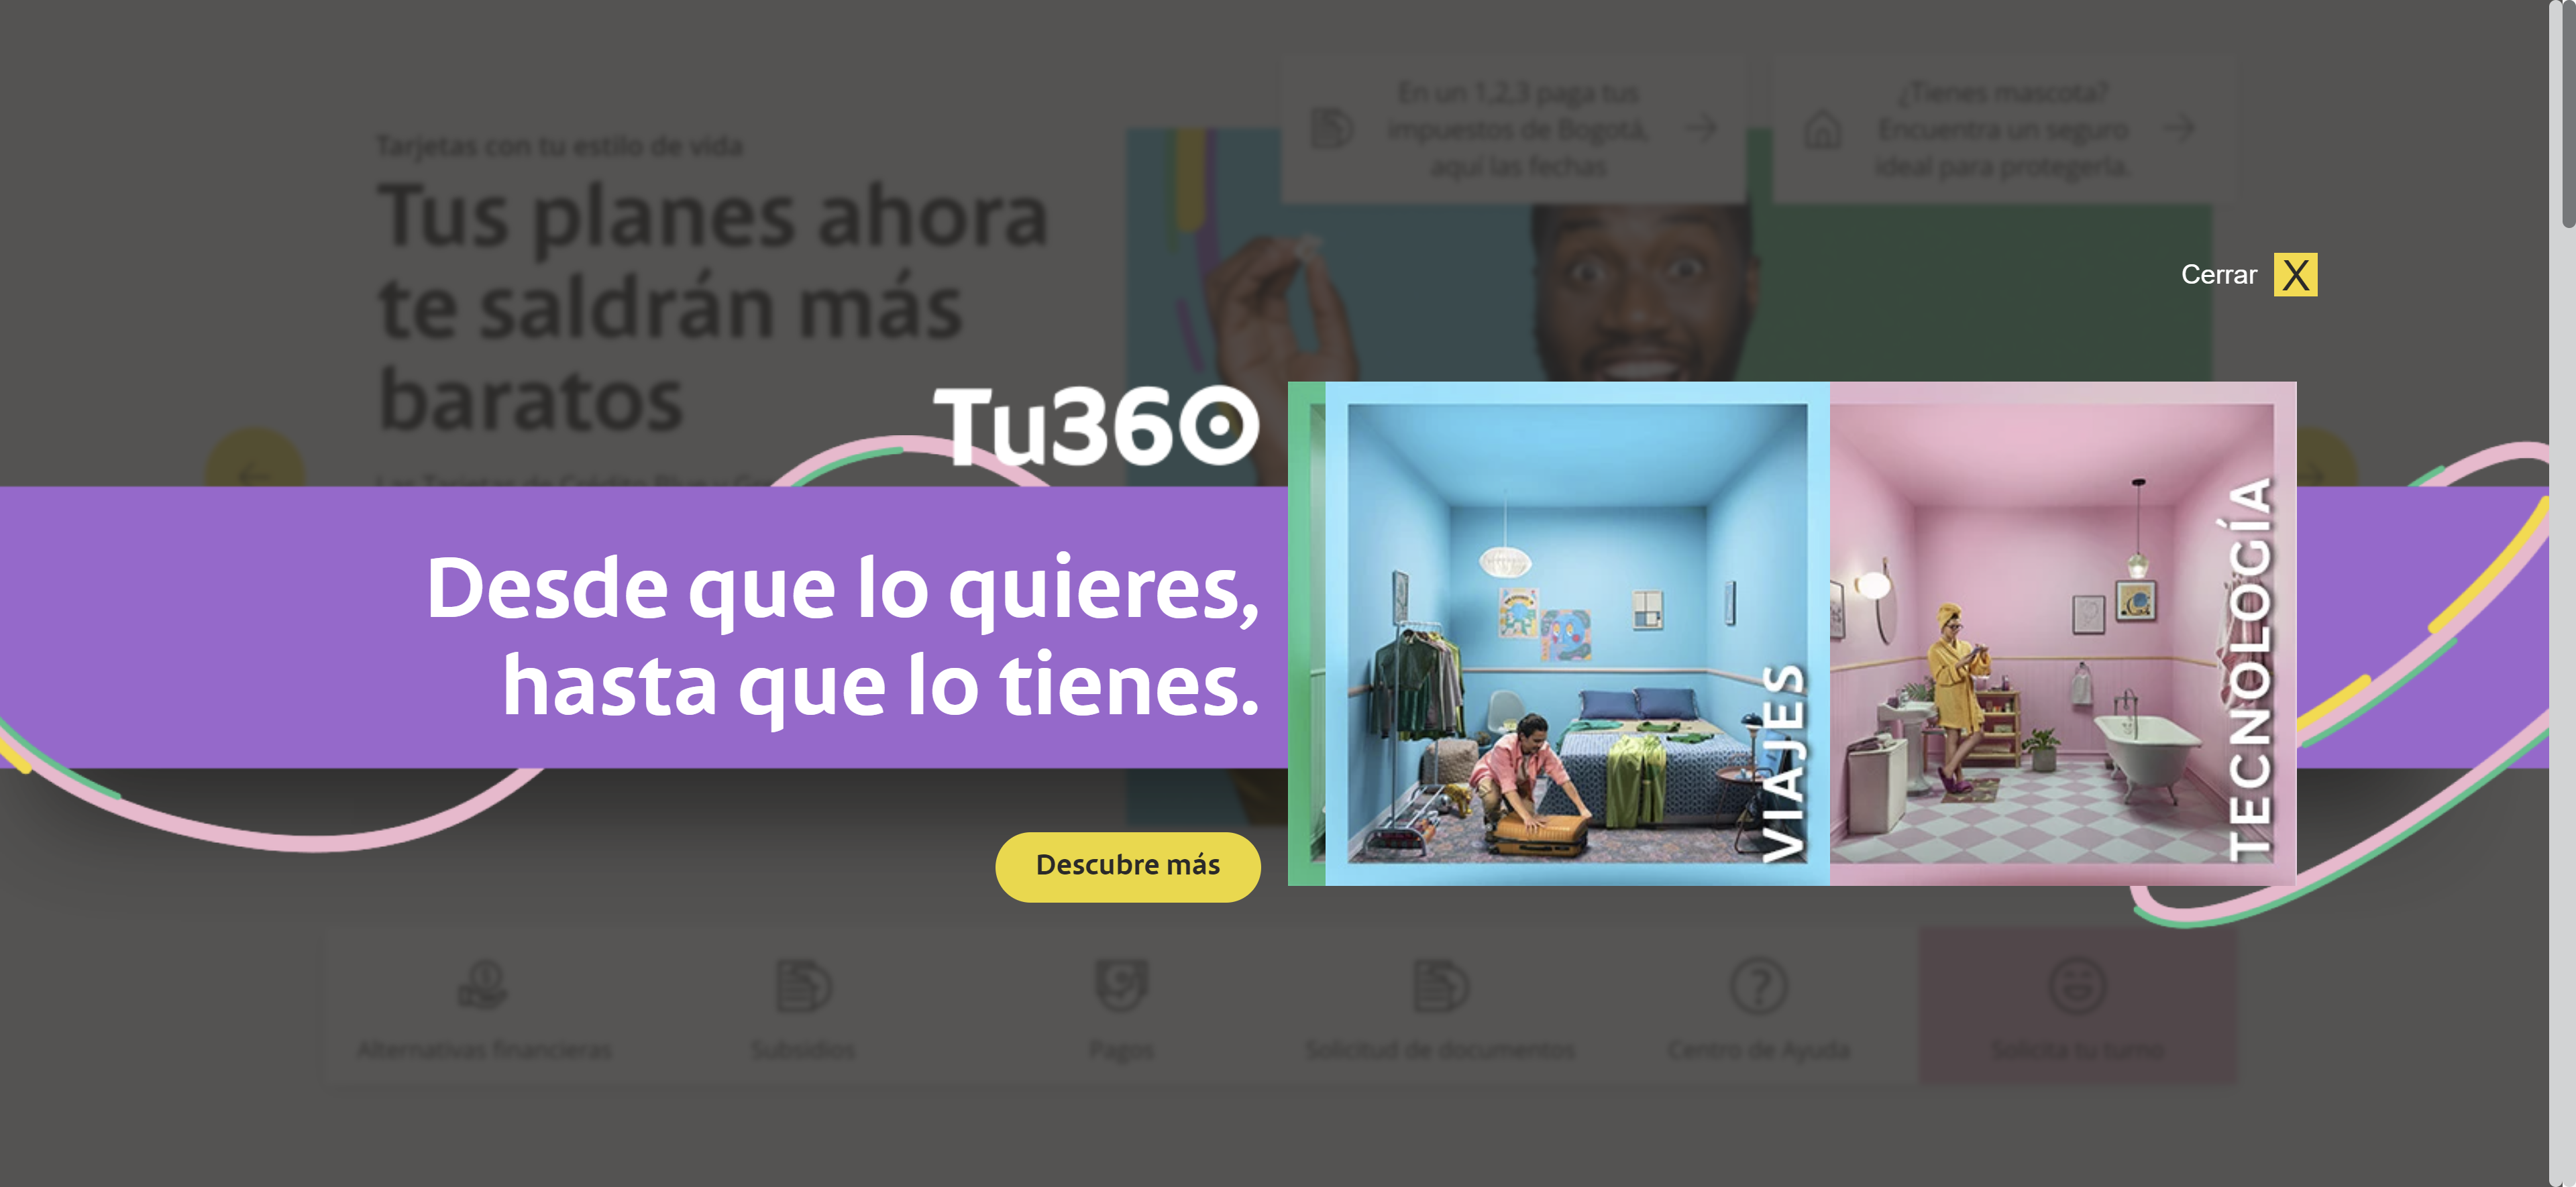 En un 1,2,3 paga tus
impuestos de Bogotá,
aquí las fechas
¿Tienes mascota?
Encuentra un seguro
ideal para protegerla.
Tarjetas con tu estilo de vida
Tus planes ahora
te saldrán más
baratos
Cerrar X
Tu360
Desde que lo quieres,
hasta que lo tienes.
VIAJES
TECNOLOGÍA
Descubre más
Alternativas financieras
Subsidios
Pagos
Solicitud de documentos
Centro de Ayuda
Solicita tu turno